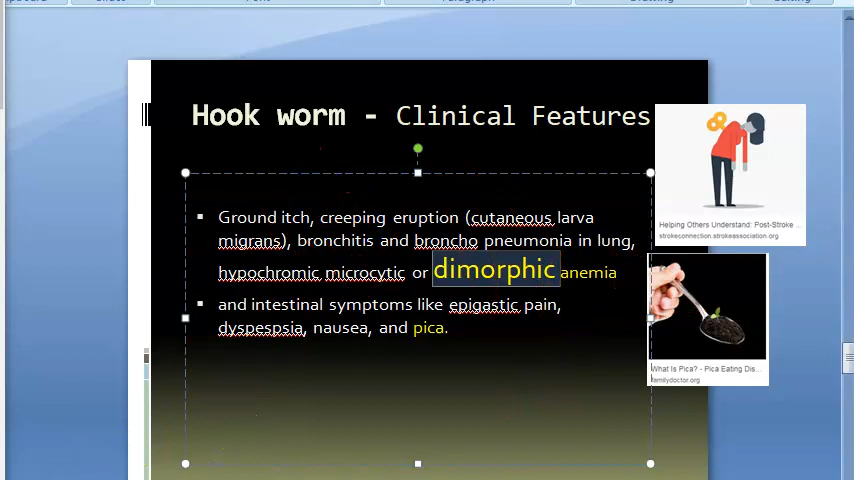 Hook worm - Clinical Features
Ground itch, creeping eruption (cutaneous larva
migrans), bronchitis and broncho pneumonia in lung,
hypochromic microcytic or dimorphic anemia
and intestinal symptoms like epigastic pain,
dyspespsia, nausea, and pica.
Helping Others Understand: Post-Stroke ...
strokeconnection.strokeassociation.org
What Is Pica? - Pica Eating Dis...
familydoctor.org